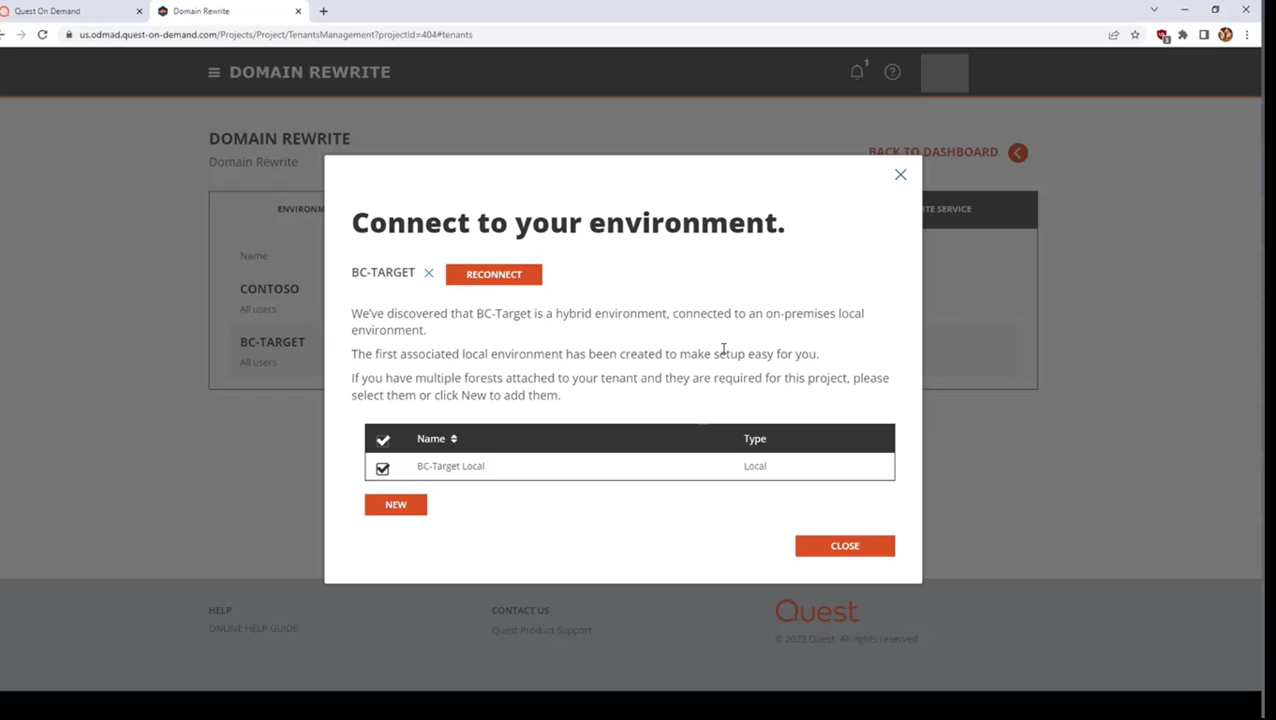 Quest On Demand
Domain Rewrite
us.odmad.quest-on-demand.com/Projects/Project/TenantsManagement?projectId=404#tenants
3
DOMAIN REWRITE
1
DOMAIN REWRITE
Domain Rewrite
BACK TO DASHBOARD
ENVIRONM
TE SERVICE
Name
CONTOSO
All users
BC-TARGET
All users
Connect to your environment.
BC-TARGET
RECONNECT
We've discovered that BC-Target is a hybrid environment, connected to an on-premises local
environment.
The first associated local environment has been created to make setup easy for you.
If you have multiple forests attached to your tenant and they are required for this project, please
select them or click New to add them.
Name Type
BC-Target Local Local
NEW
CLOSE
HELP
ONLINE HELP GUIDE
CONTACT US
Quest Product Support
Quest
© 2023 Quest. All rights reserved.